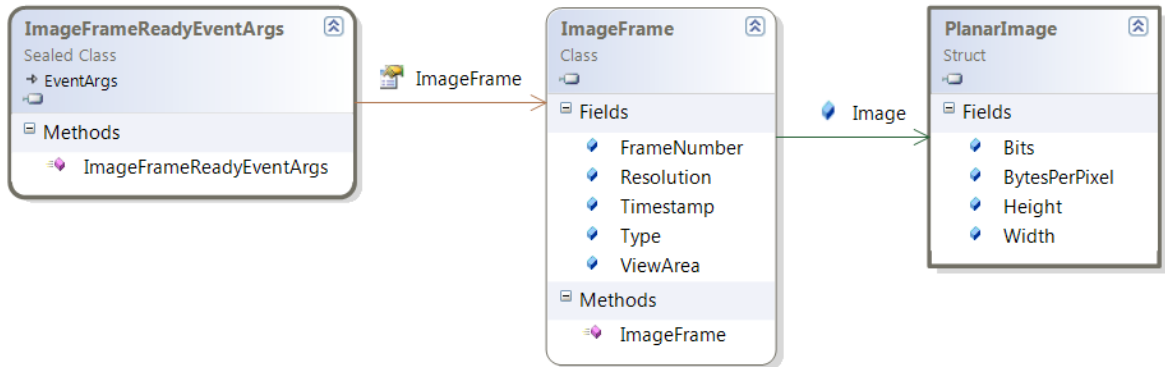 ImageFrameReadyEventArgs
Sealed Class
EventArgs
Methods
ImageFrameReadyEventArgs
ImageFrame
ImageFrame
Class
Fields
FrameNumber
Resolution
Timestamp
Type
ViewArea
Methods
ImageFrame
Image
PlanarImage
Struct
Fields
Bits
BytesPerPixel
Height
Width